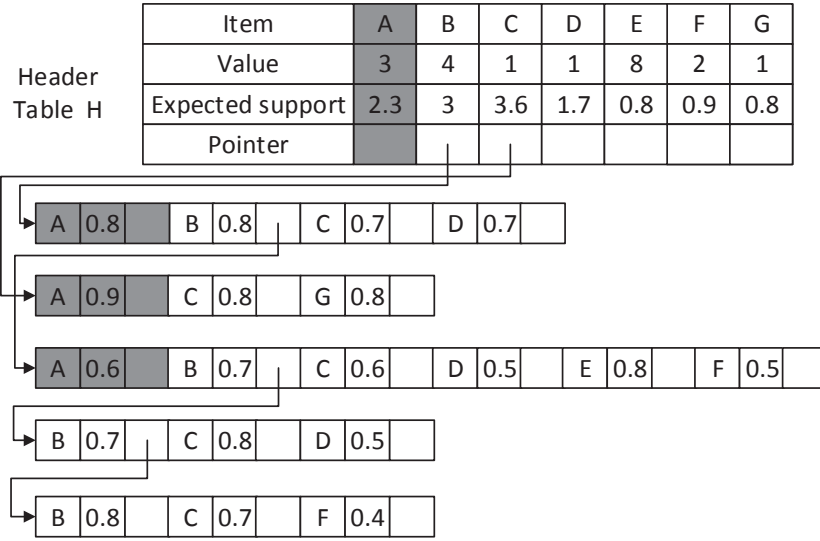 Item A B C D E F G
Header Table H
Value 3 4 1 1 8 2 1
Expected support 2.3 3 3.6 1.7 0.8 0.9 0.8
Pointer
A 0.8 B 0.8 C 0.7 D 0.7
A 0.9 C 0.8 G 0.8
A 0.6 B 0.7 C 0.6 D 0.5 E 0.8 F 0.5
B 0.7 C 0.8 D 0.5
B 0.8 C 0.7 F 0.4